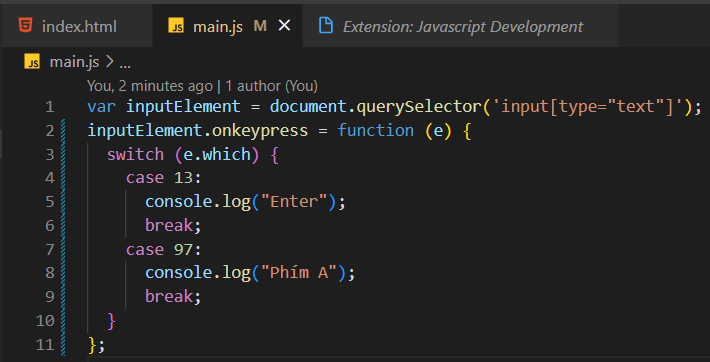 index.html JS main.js M × Extension: Javascript Development
JS main.js > ...
You, 2 minutes ago | 1 author (You)
1 var inputElement = document.querySelector('input[type="text"]');
2 inputElement.onkeypress = function (e) {
3 switch (e.which) {
4 case 13:
5 console.log("Enter");
6 break;
7 case 97:
8 console.log("Phím A");
9 break;
10 }
11 };